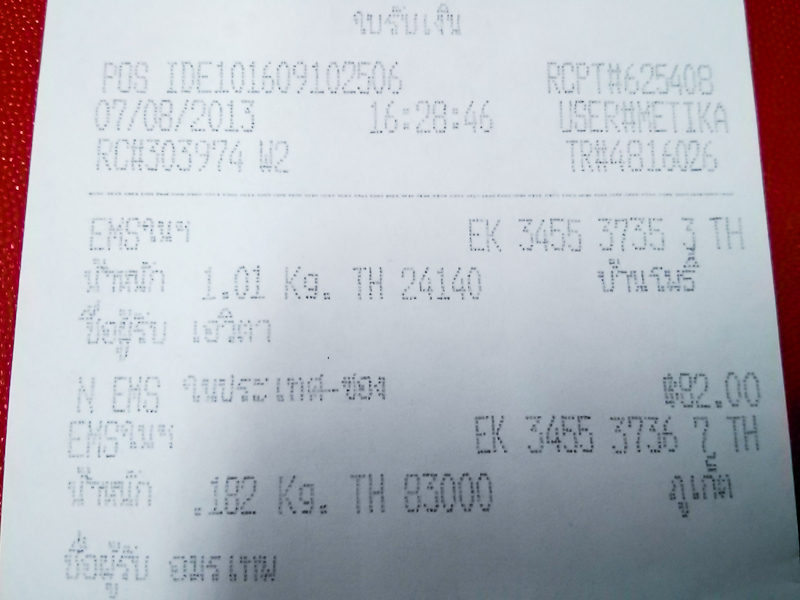 ใบรับเงิน
POS IDE101609102506 RCPT#625408
07/08/2013 16:28:46 USER#METIKA
RC#303974 W2 TR#4816026
EMSในฯ EK 3455 3735 3 TH
น้ำหนัก 1.01 Kg. TH 24140 บ้านโพธิ์
ชื่อผู้รับ เอวิตา
N EMS ในประเทศ-ซอง ฿82.00
EMSในฯ EK 3455 3736 7 TH
น้ำหนัก .182 Kg. TH 83000 ภูเก็ต
ชื่อผู้รับ อมรเทพ